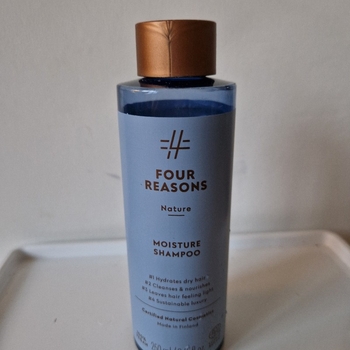 FOUR
REASONS
Nature
MOISTURE
SHAMPOO
#1 Hydrates dry hair
#2 Cleanses & nourishes
#3 Leaves hair feeling light
#4 Sustainable luxury
Certified Natural Cosmetics
Made in Finland